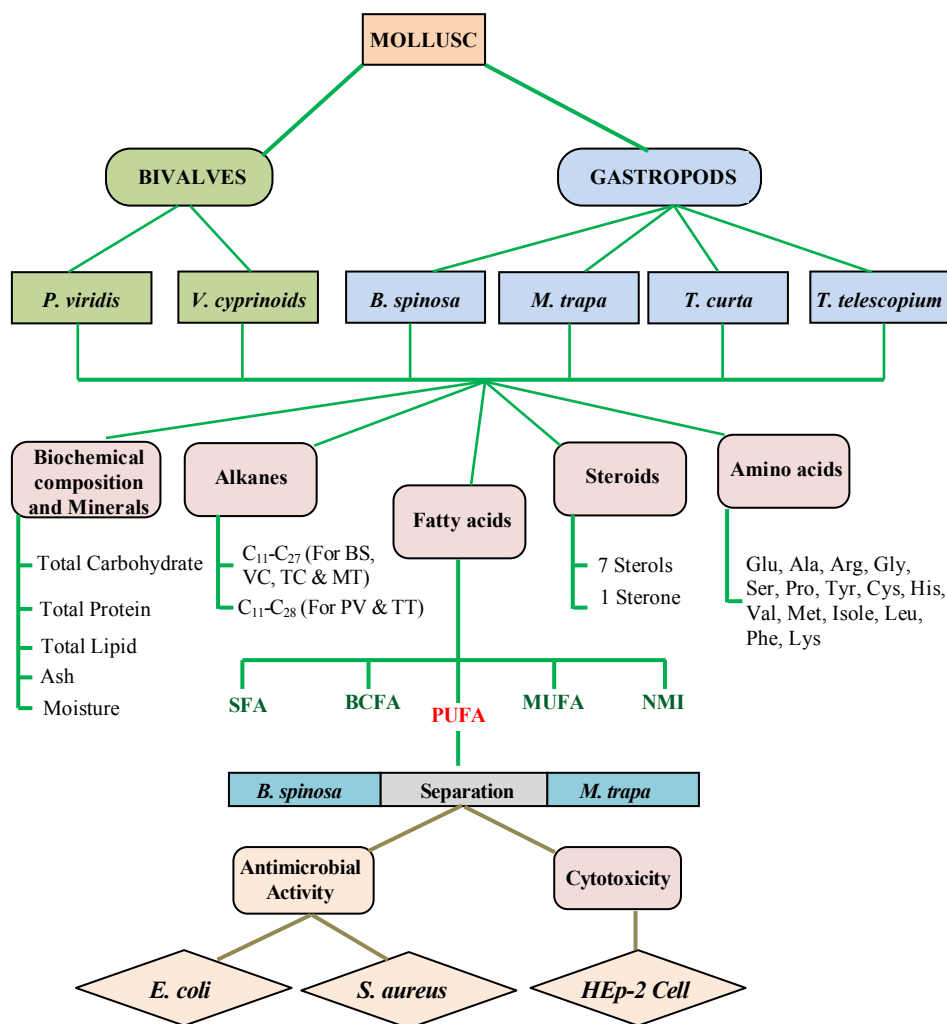 MOLLUSC
BIVALVES
GASTROPODS
P. viridis
V. cyprinoids
B. spinosa
M. trapa
T. curta
T. telescopium
Biochemical
composition
and Minerals
Alkanes
Fatty acids
Steroids
Amino acids
Total Carbohydrate
Total Protein
Total Lipid
Ash
Moisture
C₁₁-C₂₇ (For BS,
VC, TC & MT)
C₁₁-C₂₈ (For PV & TT)
7 Sterols
1 Sterone
Glu, Ala, Arg, Gly,
Ser, Pro, Tyr, Cys, His,
Val, Met, Isole, Leu,
Phe, Lys
SFA
BCFA
PUFA
MUFA
NMI
B. spinosa
Separation
M. trapa
Antimicrobial
Activity
Cytotoxicity
E. coli
S. aureus
HEp-2 Cell